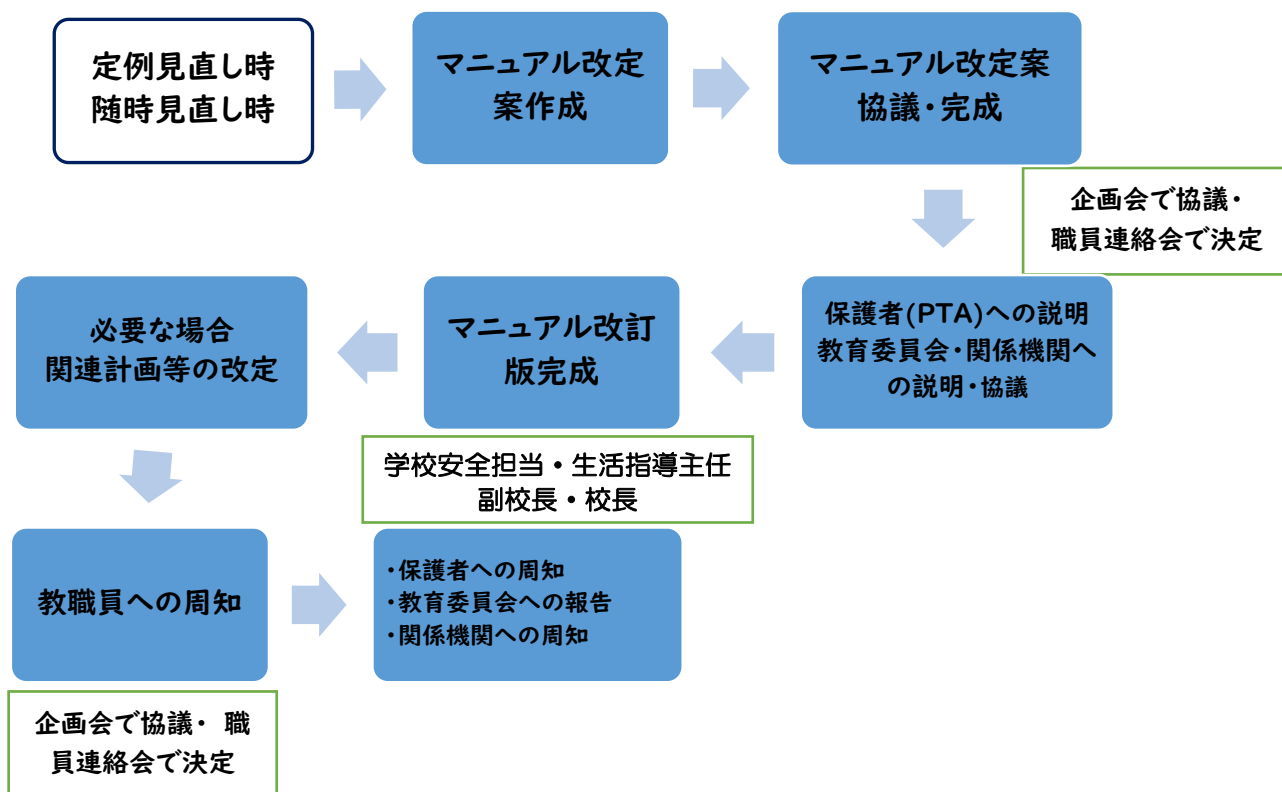 定例見直し時
随時見直し時
マニュアル改定
案作成
マニュアル改定案
協議・完成
企画会で協議・
職員連絡会で決定
保護者(PTA)への説明
教育委員会・関係機関へ
の説明・協議
マニュアル改訂
版完成
学校安全担当・生活指導主任
副校長・校長
必要な場合
関連計画等の改定
教職員への周知
企画会で協議・ 職
員連絡会で決定
・保護者への周知
・教育委員会への報告
・関係機関への周知